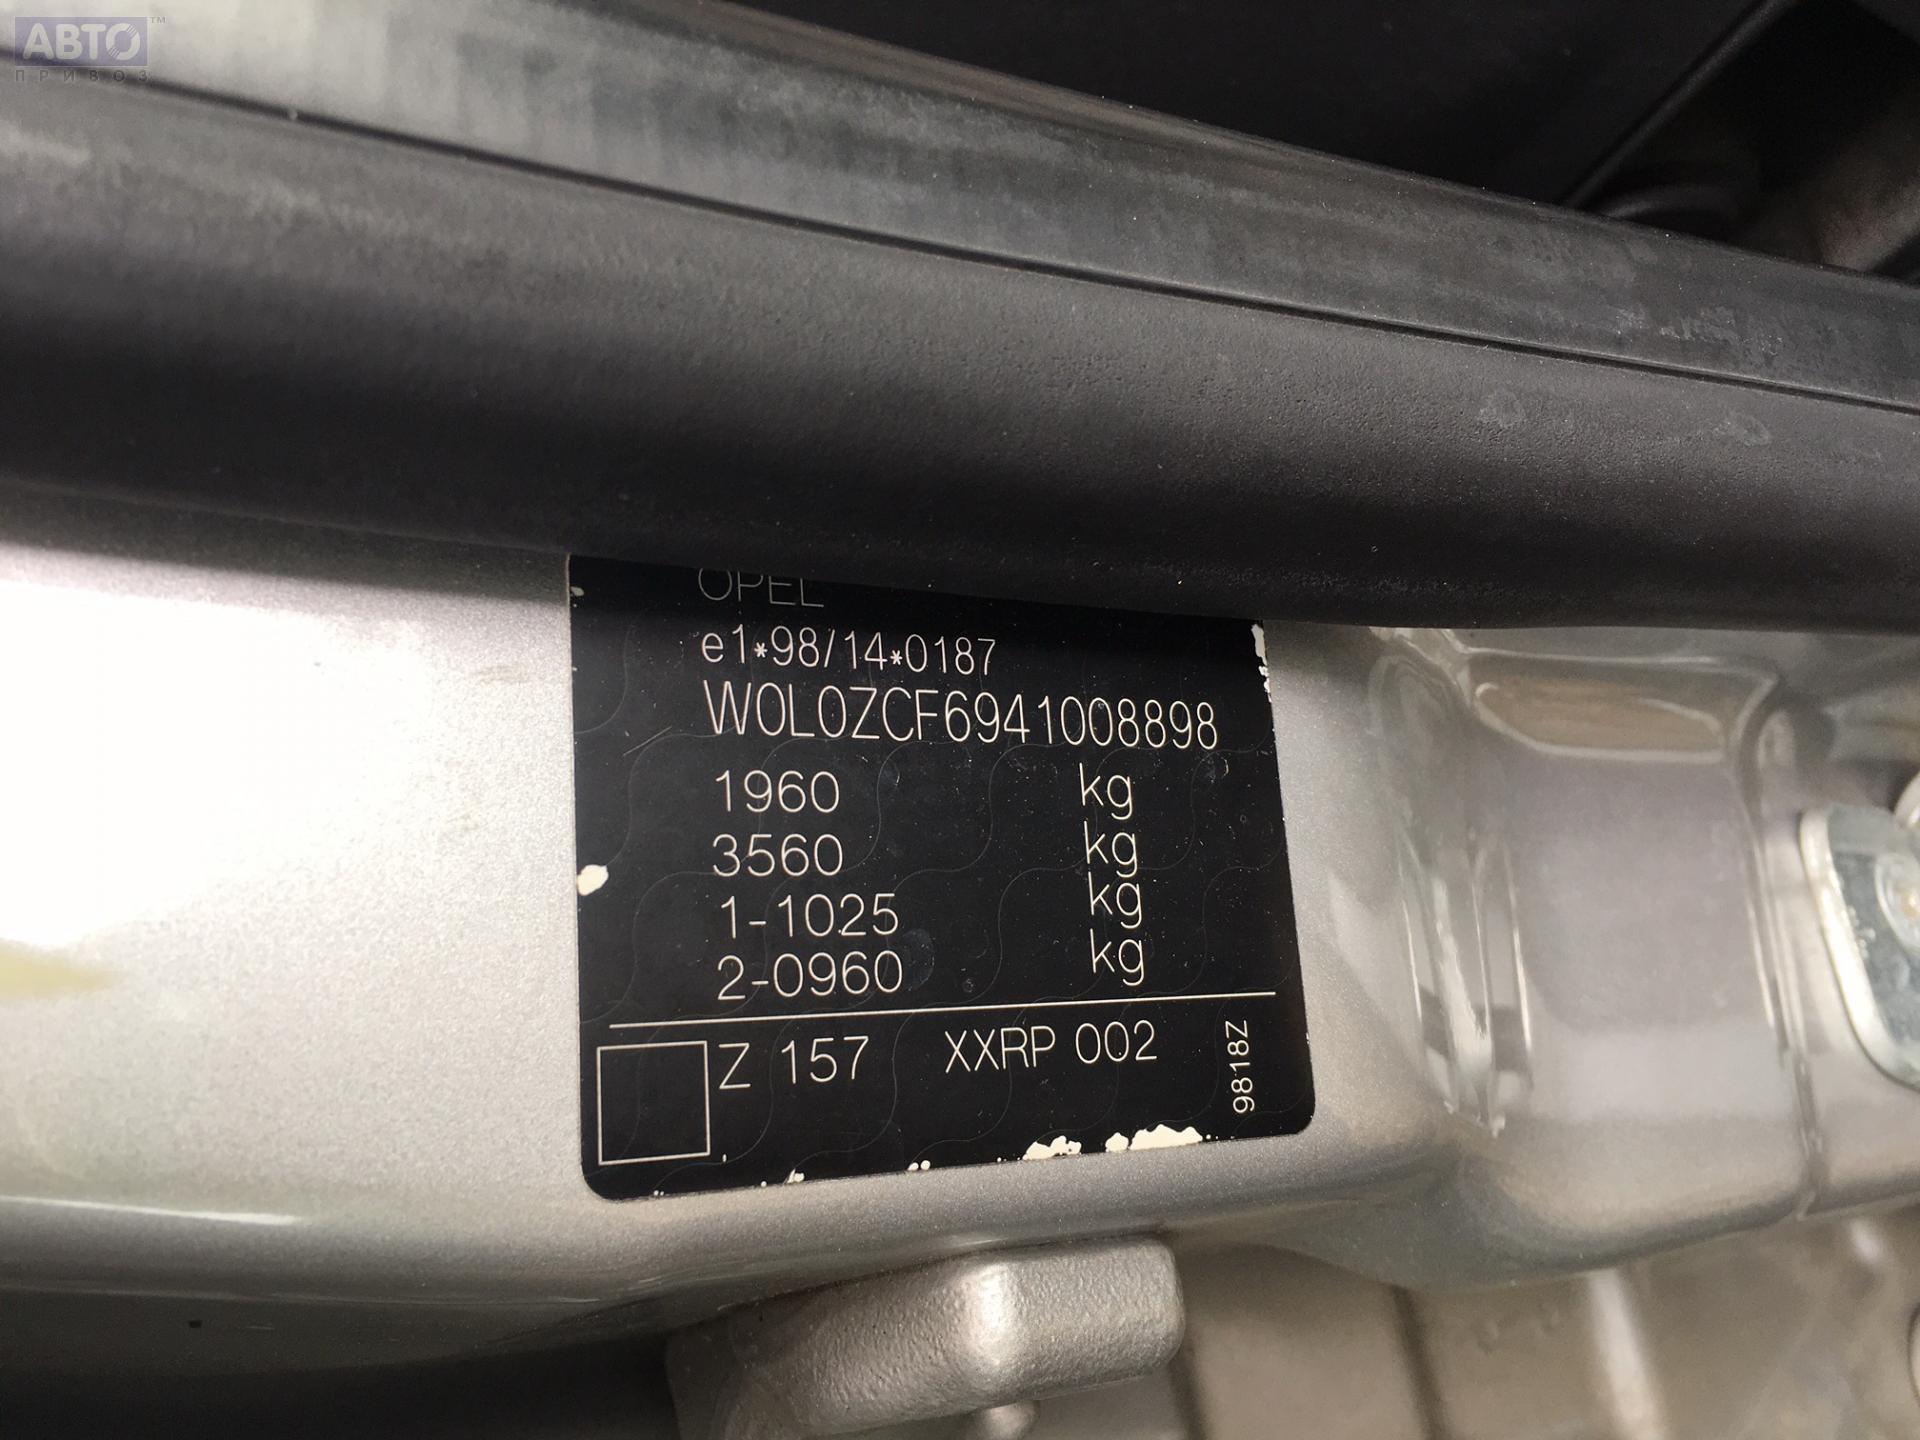 АВТО™
ПРИВОЗ
OPEL
e1*98/14*0187
W0L0ZCF6941008898
1960 kg
3560 kg
1-1025 kg
2-0960 kg
Z 157 XXRP 002
9818Z